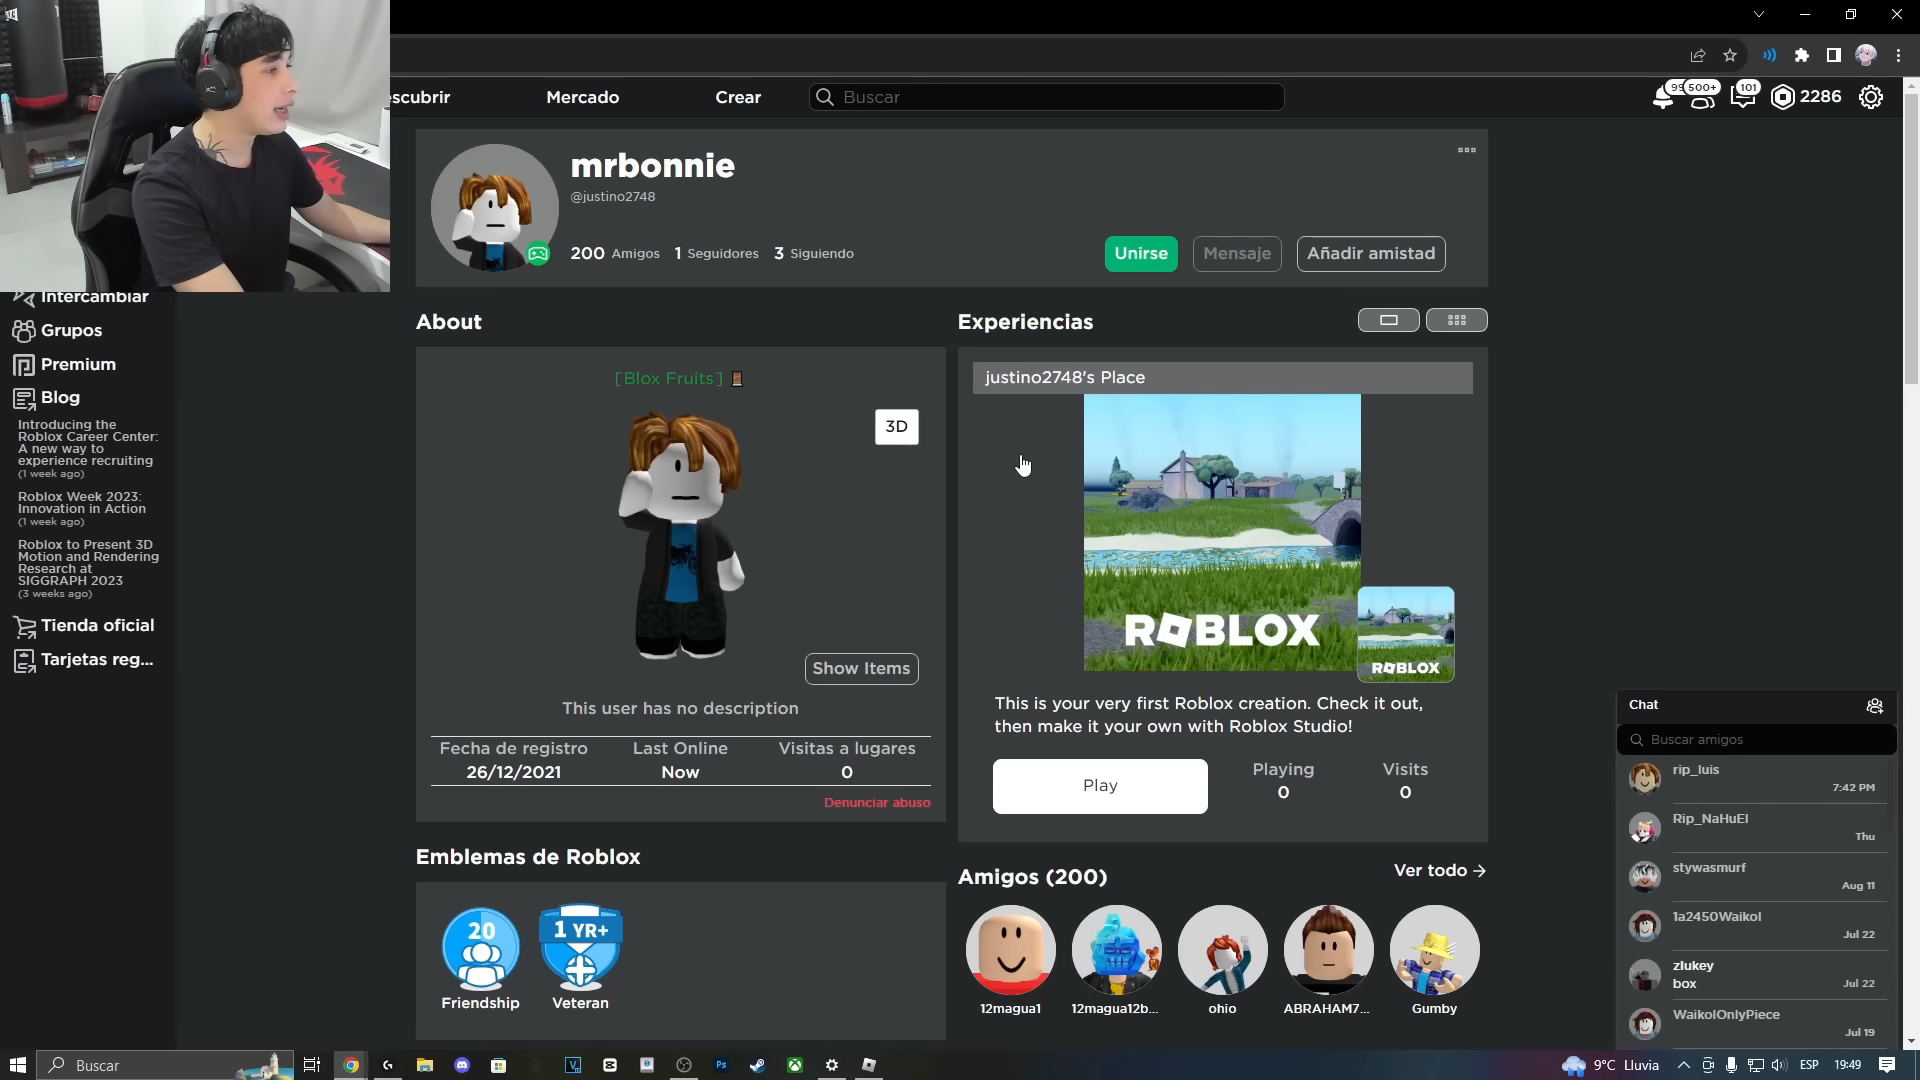 escubrir
Mercado
Crear
Buscar
99
500+
101
2286
mrbonnie
@justino2748
200 Amigos
1 Seguidores
3 Siguiendo
Unirse
Mensaje
Añadir amistad
Intercambiar
Grupos
Premium
Blog
Introducing the
Roblox Career Center:
A new way to
experience recruiting
(1 week ago)
Roblox Week 2023:
Innovation in Action
(1 week ago)
Roblox to Present 3D
Motion and Rendering
Research at
SIGGRAPH 2023
(3 weeks ago)
Tienda oficial
Tarjetas reg...
About
[Blox Fruits]
3D
Show Items
This user has no description
Fecha de registro
26/12/2021
Last Online
Now
Visitas a lugares
0
Denunciar abuso
Emblemas de Roblox
20
Friendship
1 YR+
Veteran
Experiencias
justino2748's Place
ROBLOX
ROBLOX
This is your very first Roblox creation. Check it out,
then make it your own with Roblox Studio!
Play
Playing
0
Visits
0
Amigos (200)
Ver todo
12magua1
12magua12b...
ohio
ABRAHAM7...
Gumby
Chat
Buscar amigos
rip_luis
7:42 PM
Rip_NaHuEl
Thu
stywasmurf
Aug 11
1a2450Waikol
Jul 22
zlukey
box
Jul 22
WaikolOnlyPiece
Jul 19
Buscar
9°C Lluvia
ESP
19:49